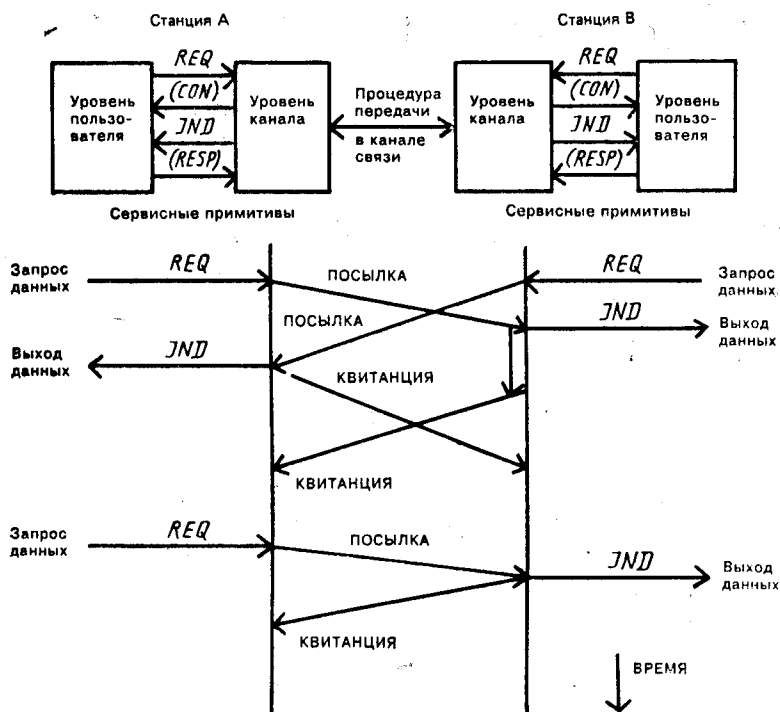 Станция А
Станция В
REQ
(CON)
JND
(RESP)
Уровень
пользо-
вателя
Уровень
канала
Процедура
передачи
в канале
связи
Уровень
канала
REQ
(CON)
JND
(RESP)
Уровень
пользо-
вателя
Сервисные примитивы
Сервисные примитивы
Запрос
данных
REQ
ПОСЫЛКА
REQ
Запрос
данных
ПОСЫЛКА
JND
Выход
данных
Выход
данных
JND
КВИТАНЦИЯ
КВИТАНЦИЯ
Запрос
данных
REQ
ПОСЫЛКА
JND
Выход
данных
КВИТАНЦИЯ
ВРЕМЯ